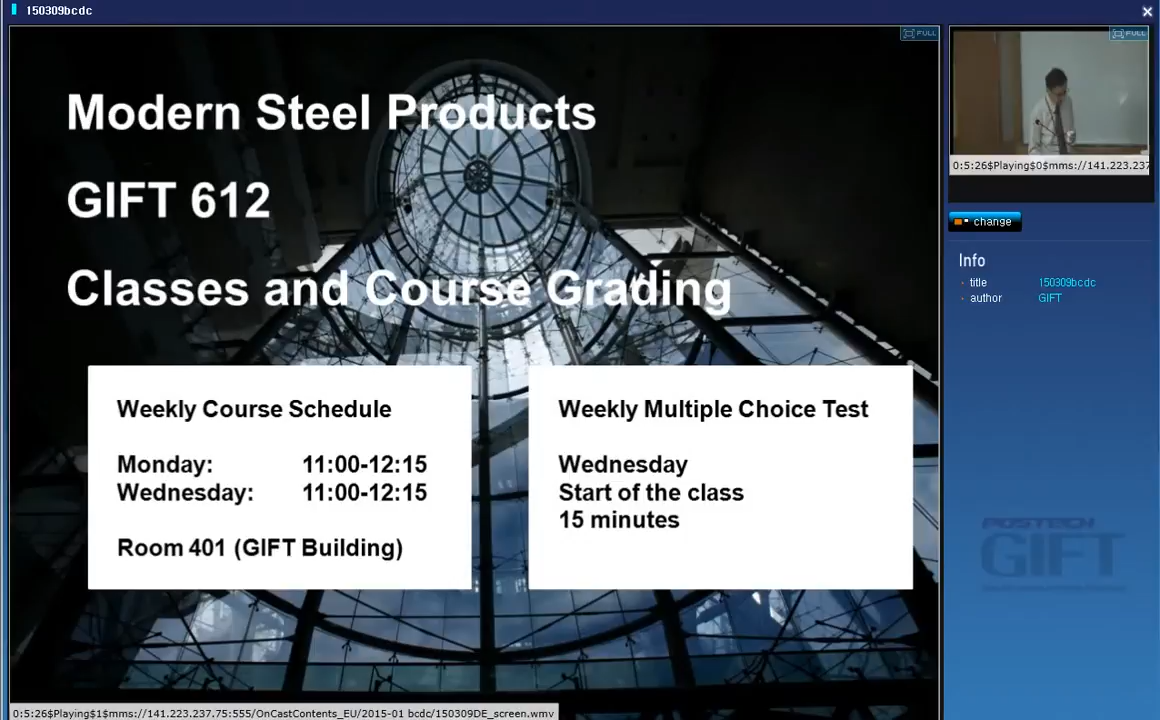 150309bcdc
FULL
Modern Steel Products
GIFT 612
Classes and Course Grading
Weekly Course Schedule
Monday: 11:00-12:15
Wednesday: 11:00-12:15
Room 401 (GIFT Building)
Weekly Multiple Choice Test
Wednesday
Start of the class
15 minutes
0:5:26$Playing$1$mms://141.223.237.75:555/OnCastContents_EU/2015-01 bcdc/150309DE_screen.wmv
FULL
0:5:26$Playing$0$mms://141.223.237
change
Info
title 150309bcdc
author GIFT
POSTECH
GIFT